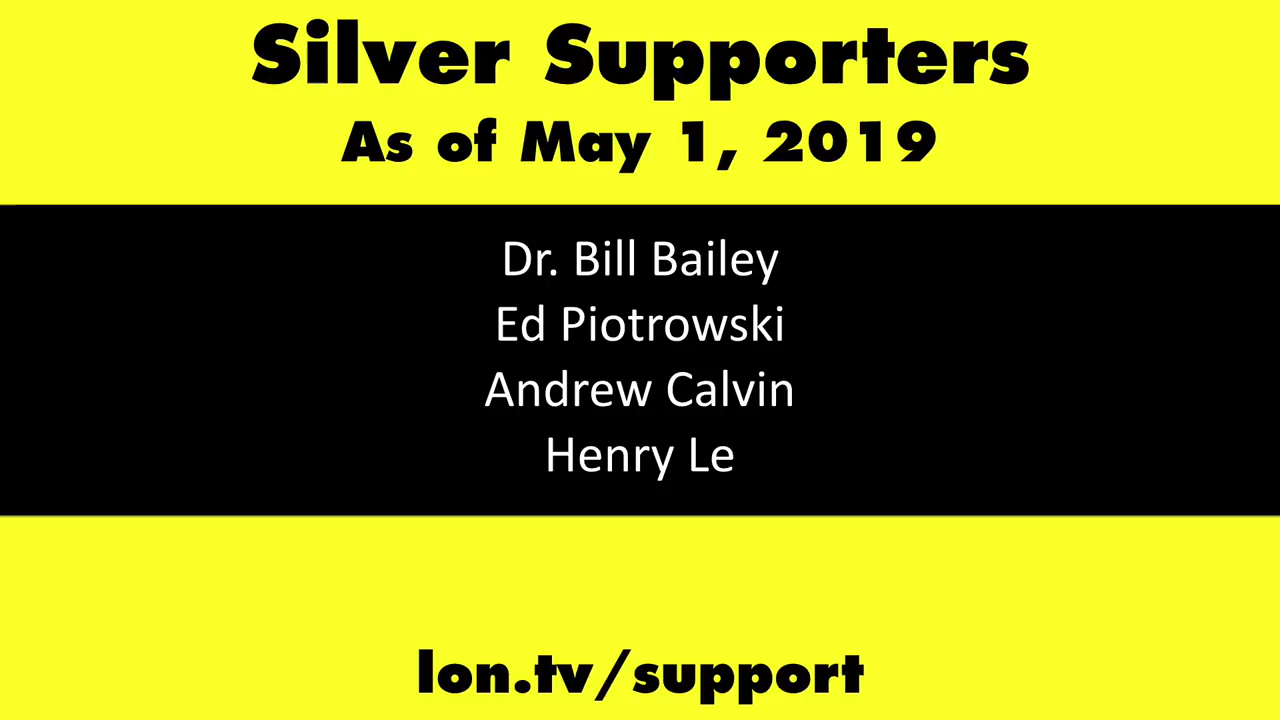 Silver Supporters
As of May 1, 2019
Dr. Bill Bailey
Ed Piotrowski
Andrew Calvin
Henry Le
lon.tv/support